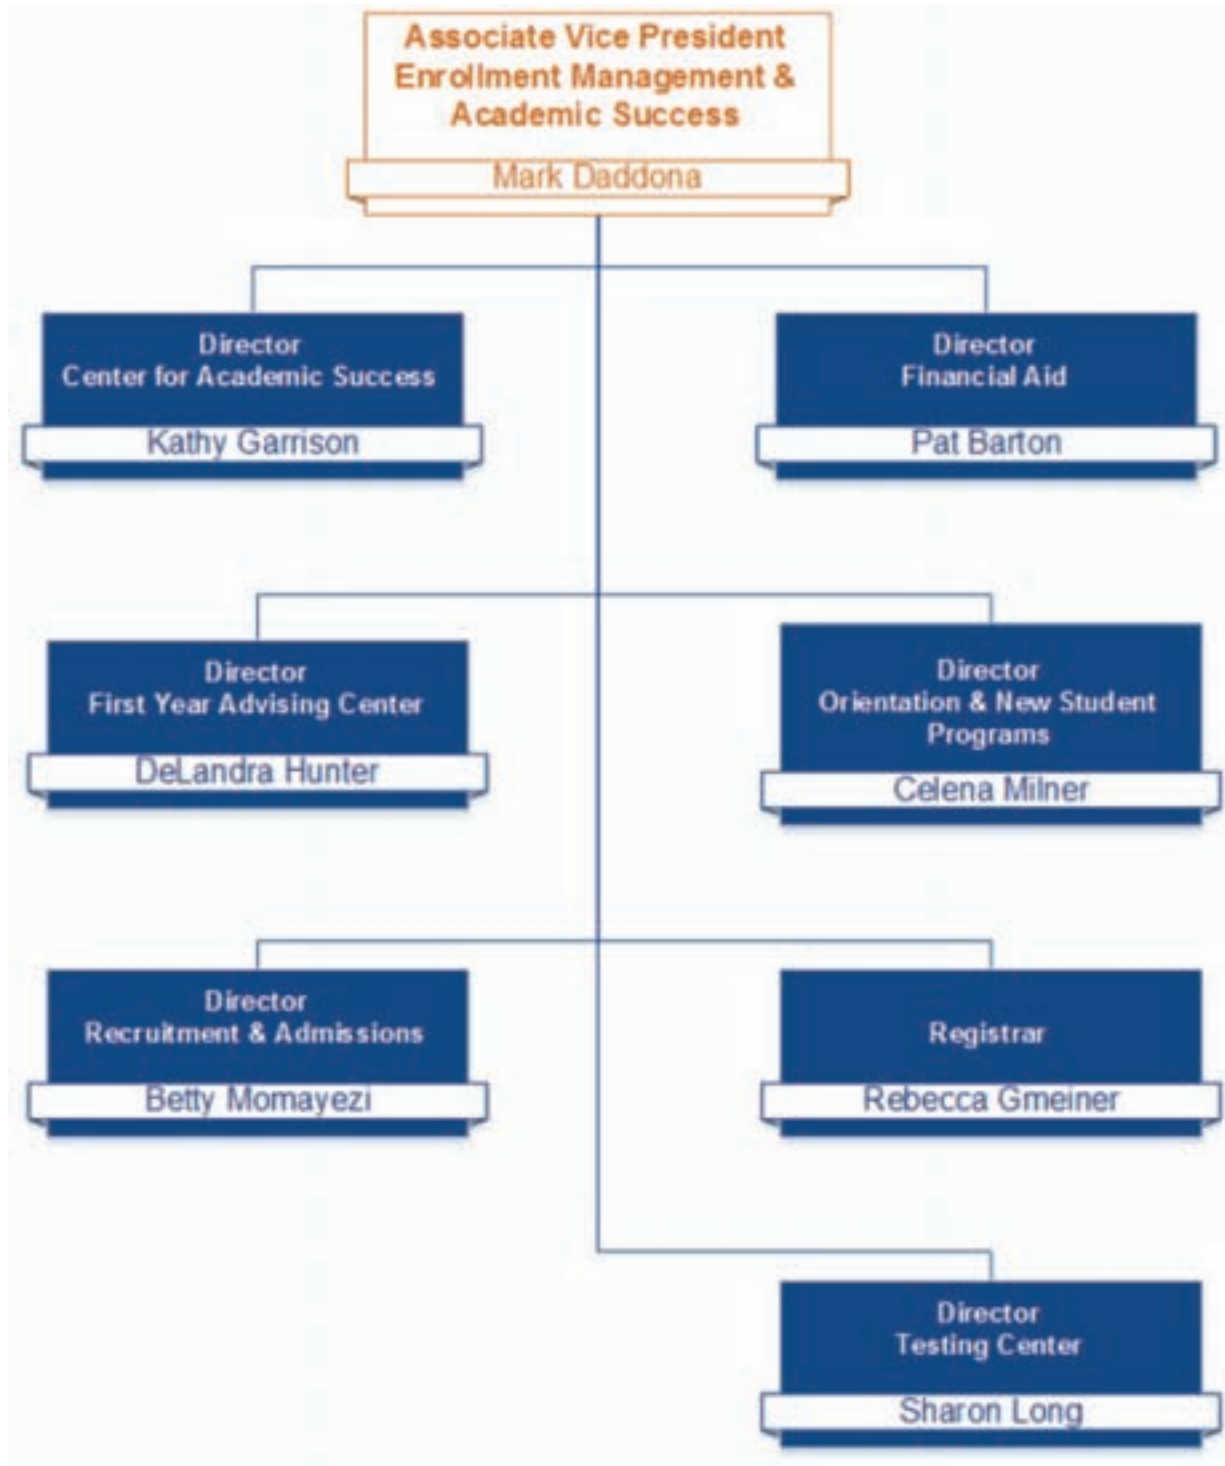 Associate Vice President
Enrollment Management &
Academic Success
Mark Daddona
Director
Center for Academic Success
Kathy Garrison
Director
Financial Aid
Pat Barton
Director
First Year Advising Center
DeLandra Hunter
Director
Orientation & New Student
Programs
Celena Milner
Director
Recruitment & Admissions
Betty Momayezi
Registrar
Rebecca Gmeiner
Director
Testing Center
Sharon Long